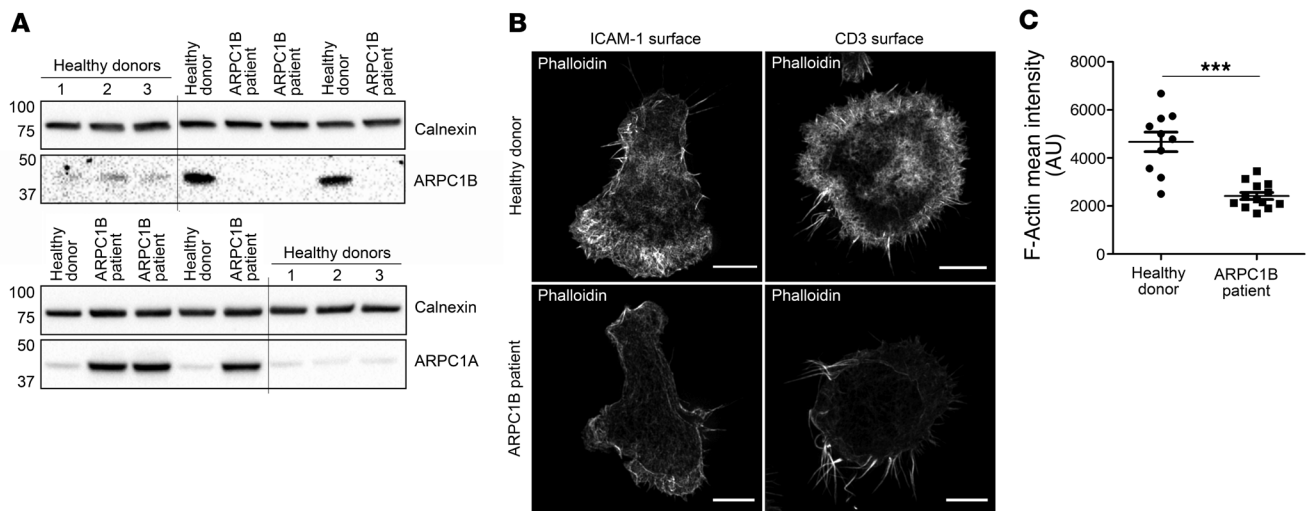 A
Healthy donors
1 2 3
Healthy donor
ARPC1B patient
ARPC1B patient
Healthy donor
ARPC1B patient
100
75
Calnexin
50
37
ARPC1B
Healthy donor
ARPC1B patient
ARPC1B patient
Healthy donor
ARPC1B patient
Healthy donors
1 2 3
100
75
Calnexin
50
37
ARPC1A
B
ICAM-1 surface
CD3 surface
Healthy donor
Phalloidin
Phalloidin
ARPC1B patient
Phalloidin
Phalloidin
C
F-Actin mean intensity
(AU)
8000
6000
4000
2000
0
***
Healthy
donor
ARPC1B
patient